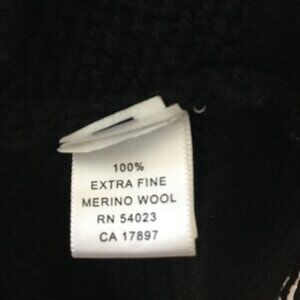 100%
EXTRA FINE
MERINO WOOL
RN 54023
CA 17897